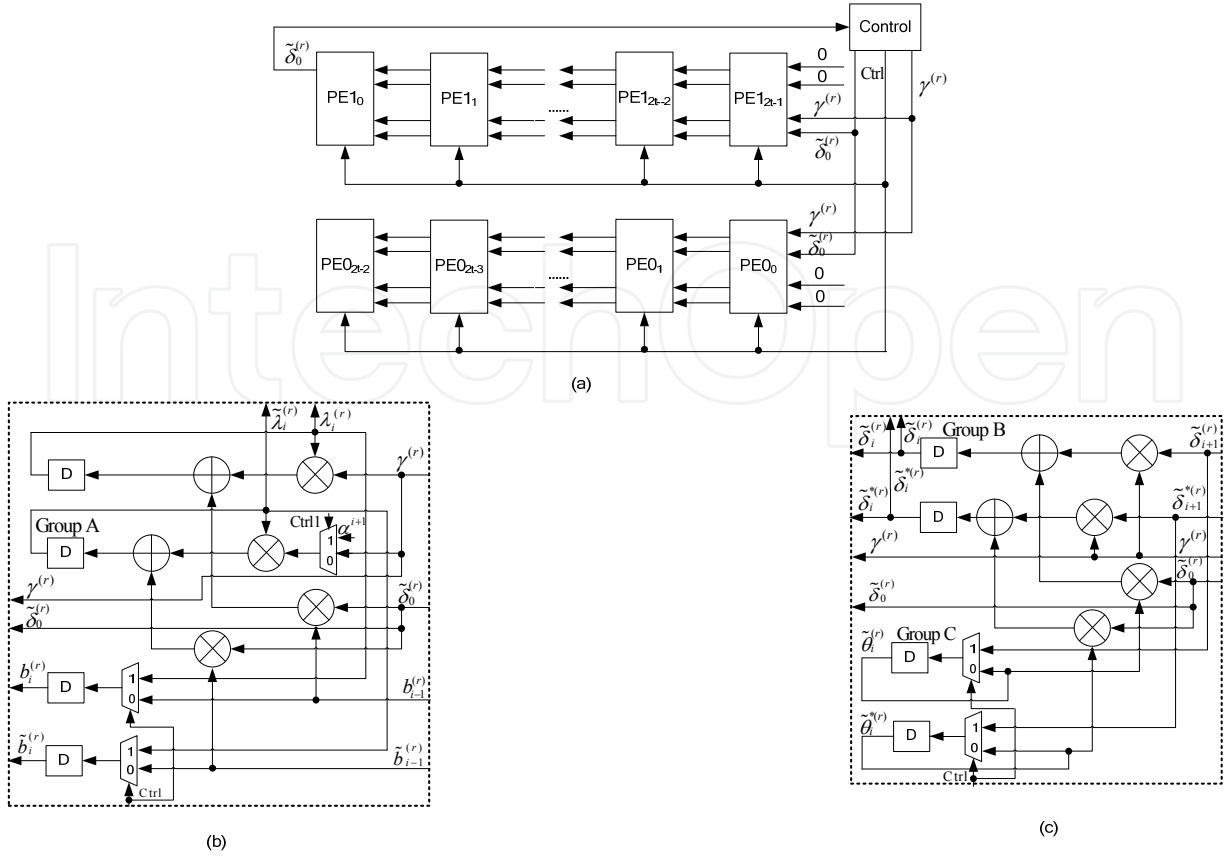 Control
δ̃₀⁽ʳ⁾
0
0
Ctrl
γ⁽ʳ⁾
PE1₀
PE1₁
......
PE1₂ₜ₋₂
PE1₂ₜ₋₁
γ⁽ʳ⁾
δ̃₀⁽ʳ⁾
γ⁽ʳ⁾
δ̃₀⁽ʳ⁾
PE0₂ₜ₋₂
PE0₂ₜ₋₃
......
PE0₁
PE0₀
0
0
IntechOpen
(a)
λ̃ᵢ⁽ʳ⁾ λᵢ⁽ʳ⁾
γ⁽ʳ⁾
D
Ctrl1
αⁱ⁺¹
Group A
1
0
D
γ⁽ʳ⁾
δ̃₀⁽ʳ⁾
δ̃₀⁽ʳ⁾
bᵢ⁽ʳ⁾
D
1
0
bᵢ₋₁⁽ʳ⁾
b̃ᵢ⁽ʳ⁾
D
1
0
b̃ᵢ₋₁⁽ʳ⁾
Ctrl
(b)
δ̃ᵢ⁽ʳ⁾
δ̃ᵢ⁽ʳ⁾
Group B
D
δ̃ᵢ₊₁⁽ʳ⁾
δ̃ᵢ*⁽ʳ⁾
δ̃ᵢ*⁽ʳ⁾
D
δ̃ᵢ₊₁*⁽ʳ⁾
γ⁽ʳ⁾
γ⁽ʳ⁾
δ̃₀⁽ʳ⁾
δ̃₀⁽ʳ⁾
θ̃ᵢ⁽ʳ⁾
Group C
D
1
0
θ̃ᵢ*⁽ʳ⁾
D
1
0
Ctrl
(c)